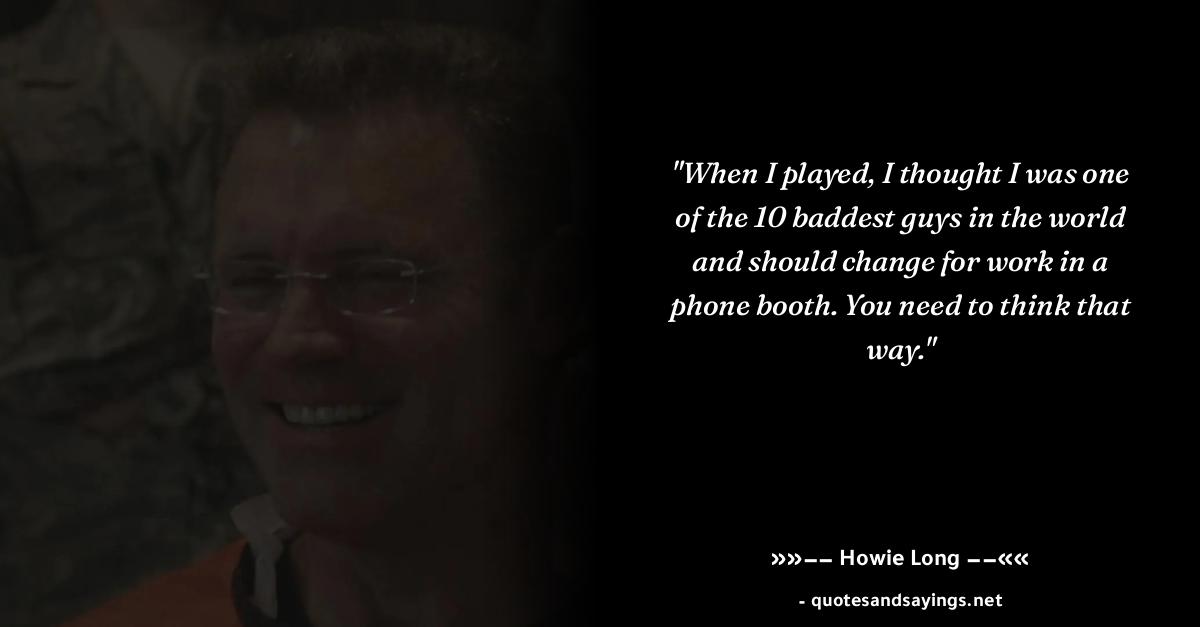 "When I played, I thought I was one
of the 10 baddest guys in the world
and should change for work in a
phone booth. You need to think that
way."
»»−− Howie Long −−««
- quotesandsayings.net